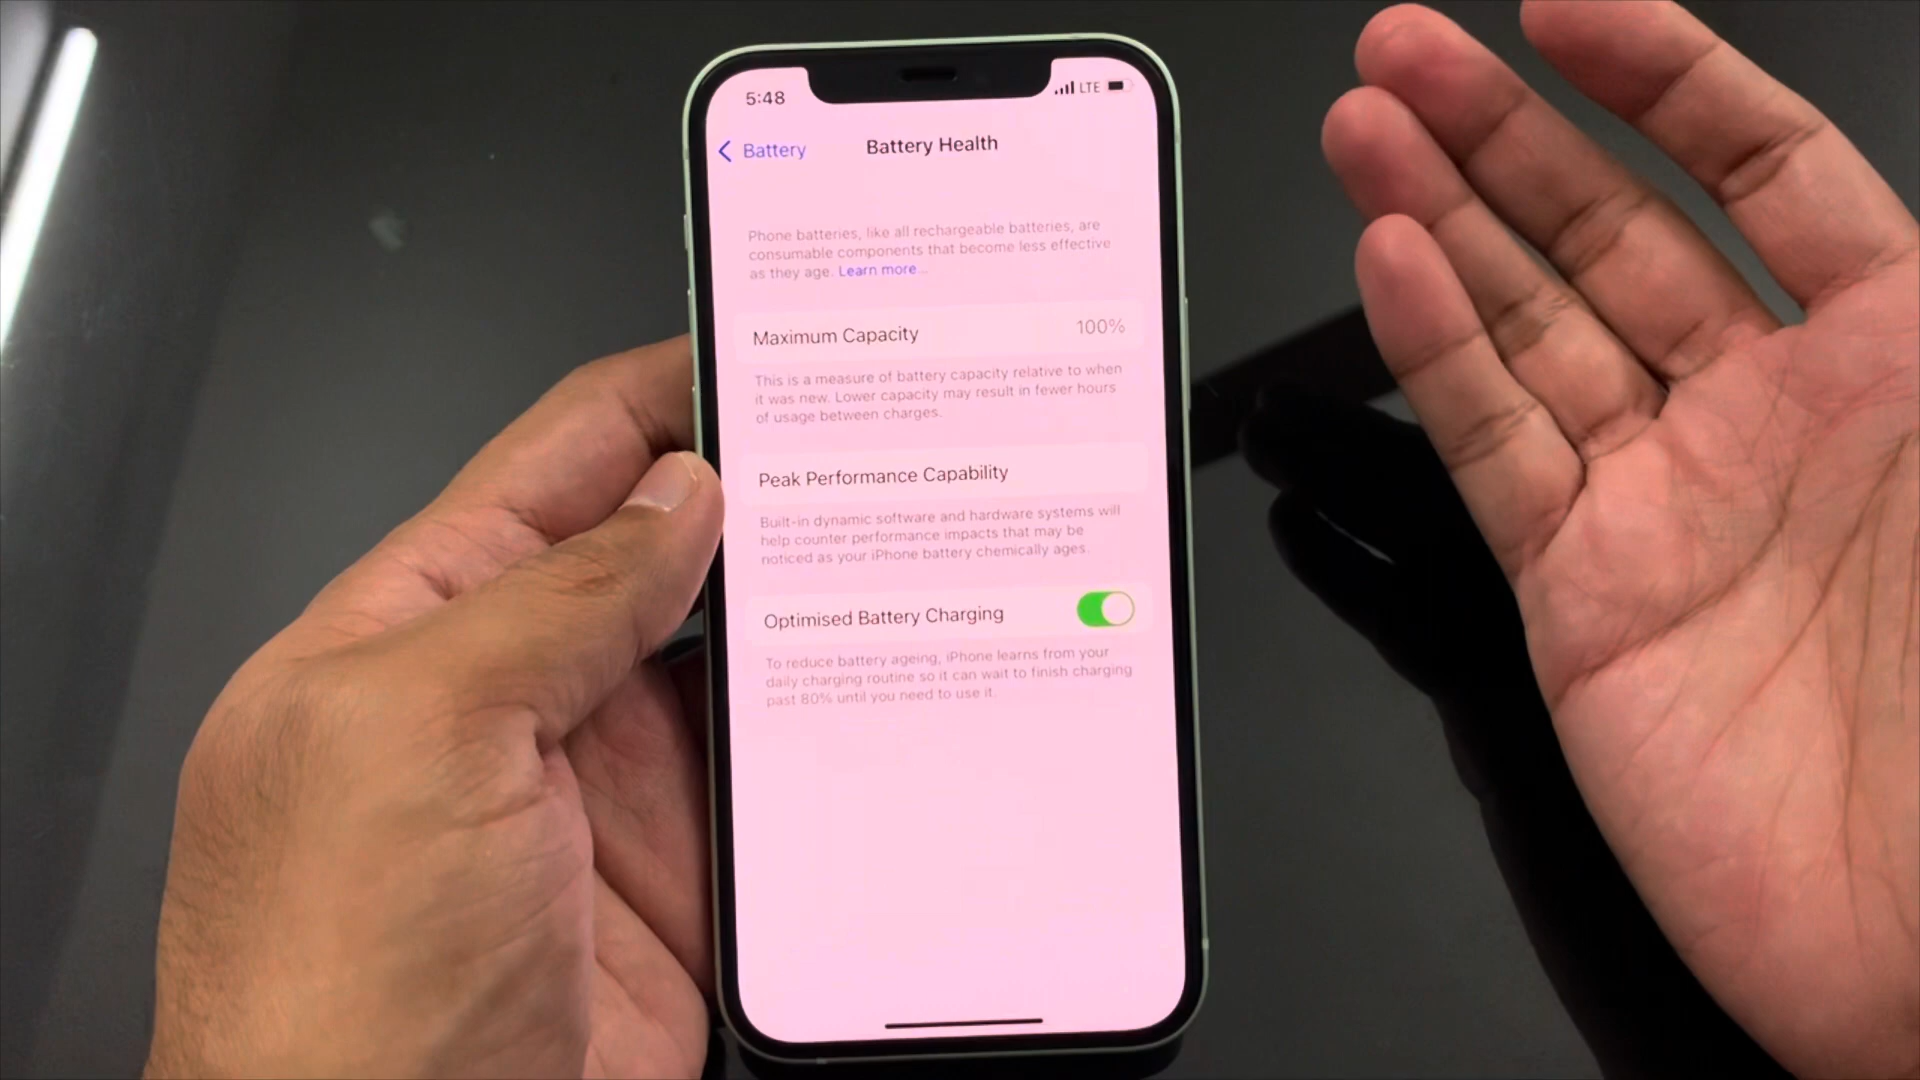 5:48
LTE
Battery
Battery Health
Phone batteries, like all rechargeable batteries, are
consumable components that become less effective
as they age. Learn more...
Maximum Capacity 100%
This is a measure of battery capacity relative to when
it was new. Lower capacity may result in fewer hours
of usage between charges.
Peak Performance Capability
Built-in dynamic software and hardware systems will
help counter performance impacts that may be
noticed as your iPhone battery chemically ages.
Optimised Battery Charging
To reduce battery ageing, iPhone learns from your
daily charging routine so it can wait to finish charging
past 80% until you need to use it.